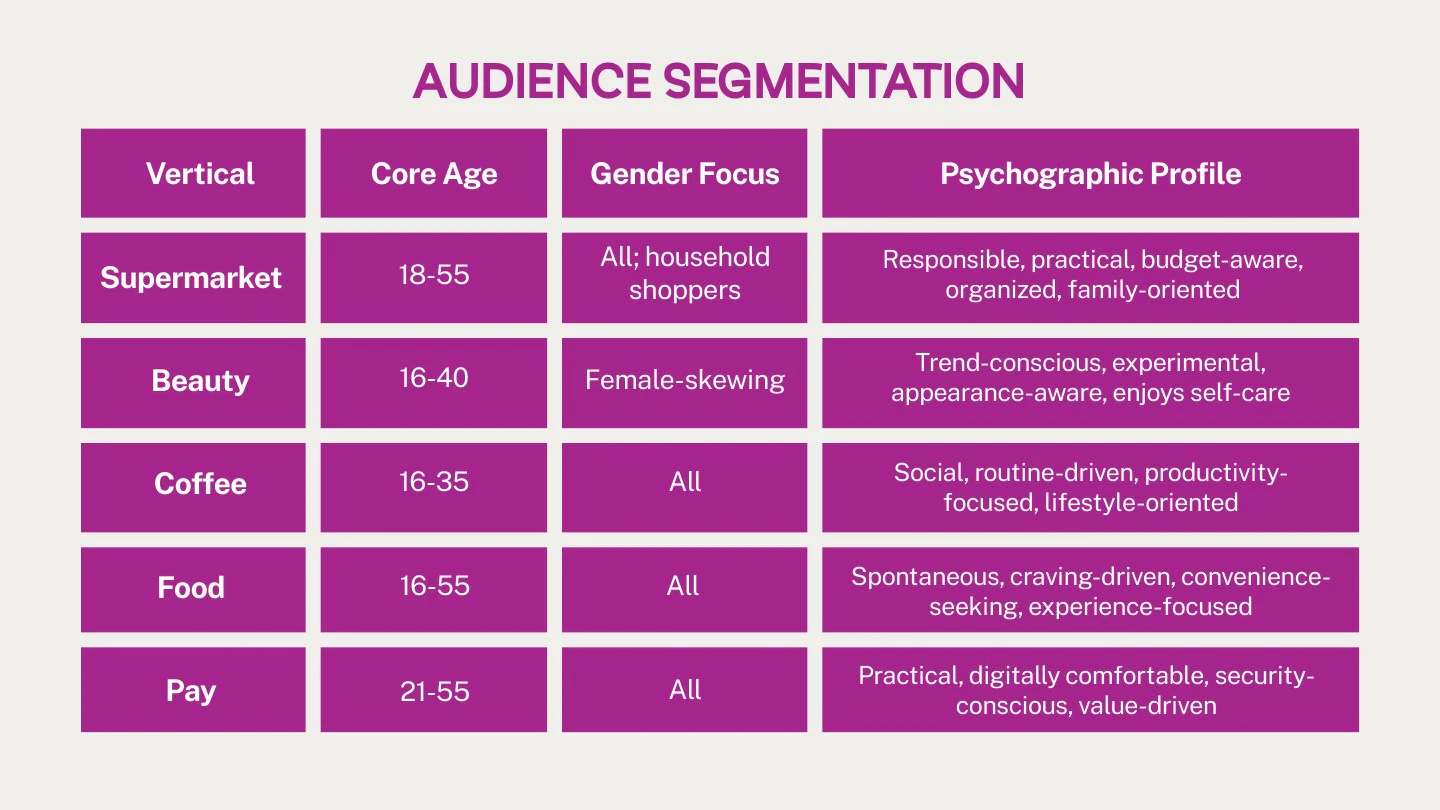 AUDIENCE SEGMENTATION
Vertical
Core Age
Gender Focus
Psychographic Profile
Supermarket
18-55
All; household
shoppers
Responsible, practical, budget-aware,
organized, family-oriented
Beauty
16-40
Female-skewing
Trend-conscious, experimental,
appearance-aware, enjoys self-care
Coffee
16-35
All
Social, routine-driven, productivity-
focused, lifestyle-oriented
Food
16-55
All
Spontaneous, craving-driven, convenience-
seeking, experience-focused
Pay
21-55
All
Practical, digitally comfortable, security-
conscious, value-driven